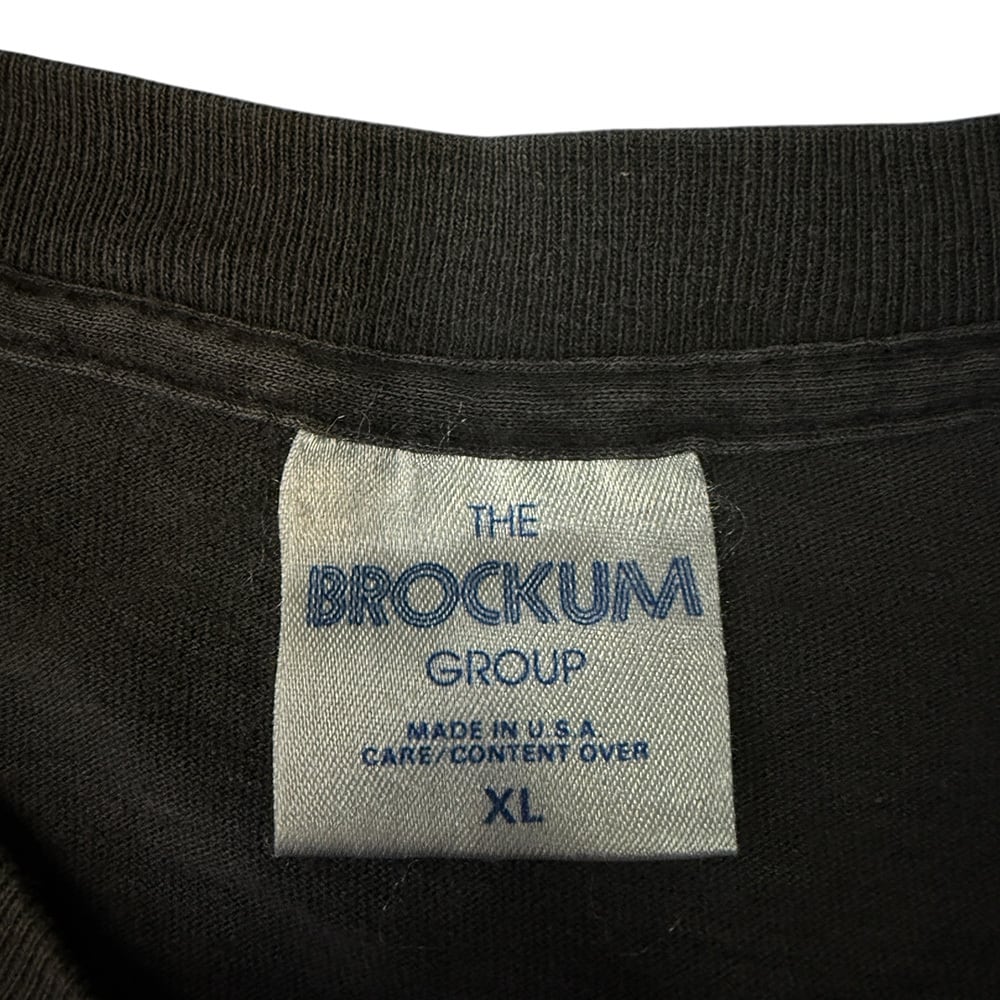 THE
BROCKUM
GROUP
MADE IN U.S.A
CARE/CONTENT OVER
XL